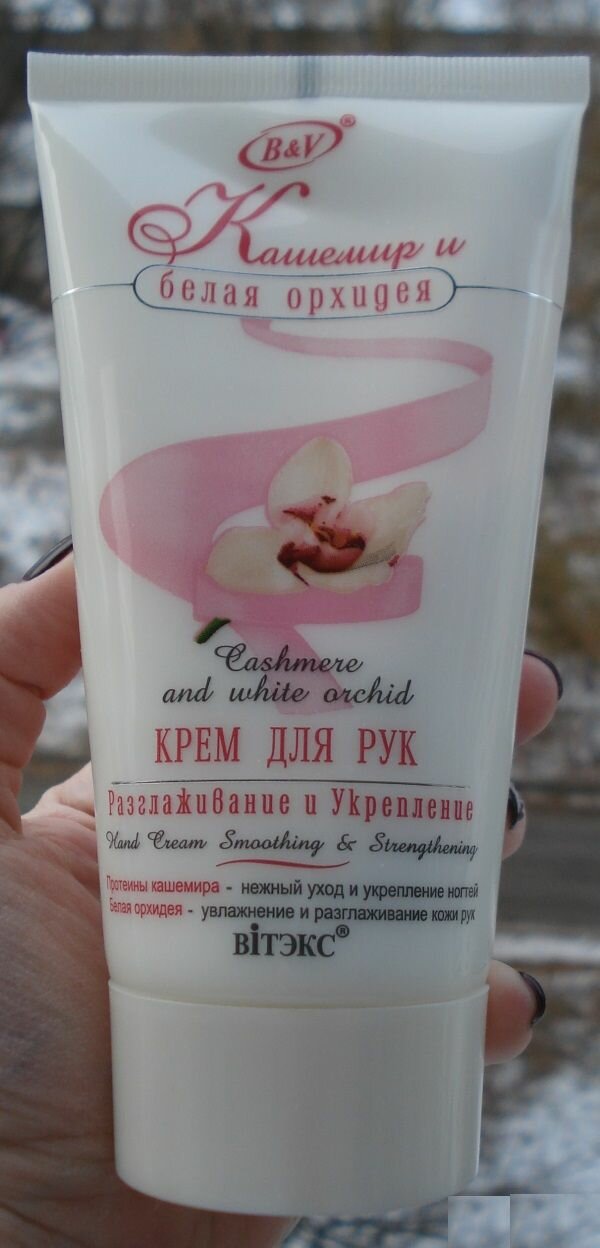 B&V®
Кашемир и
белая орхидея
Cashmere
and white orchid
КРЕМ ДЛЯ РУК
Разглаживание и Укрепление
Hand Cream Smoothing & Strengthening
Протеины кашемира - нежный уход и укрепление ногтей
Белая орхидея - увлажнение и разглаживание кожи рук
ВIТЭКС®